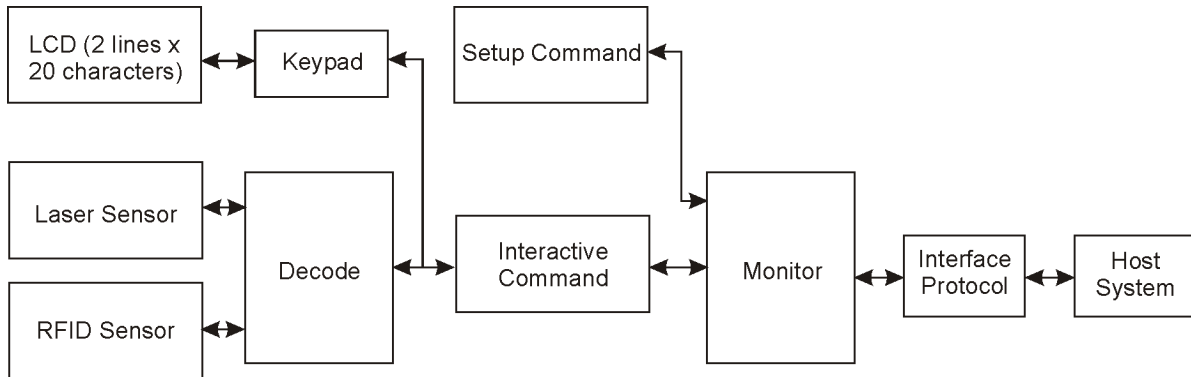 LCD (2 lines x
20 characters)
Keypad
Setup Command
Laser Sensor
Decode
Interactive
Command
Monitor
Interface
Protocol
Host
System
RFID Sensor